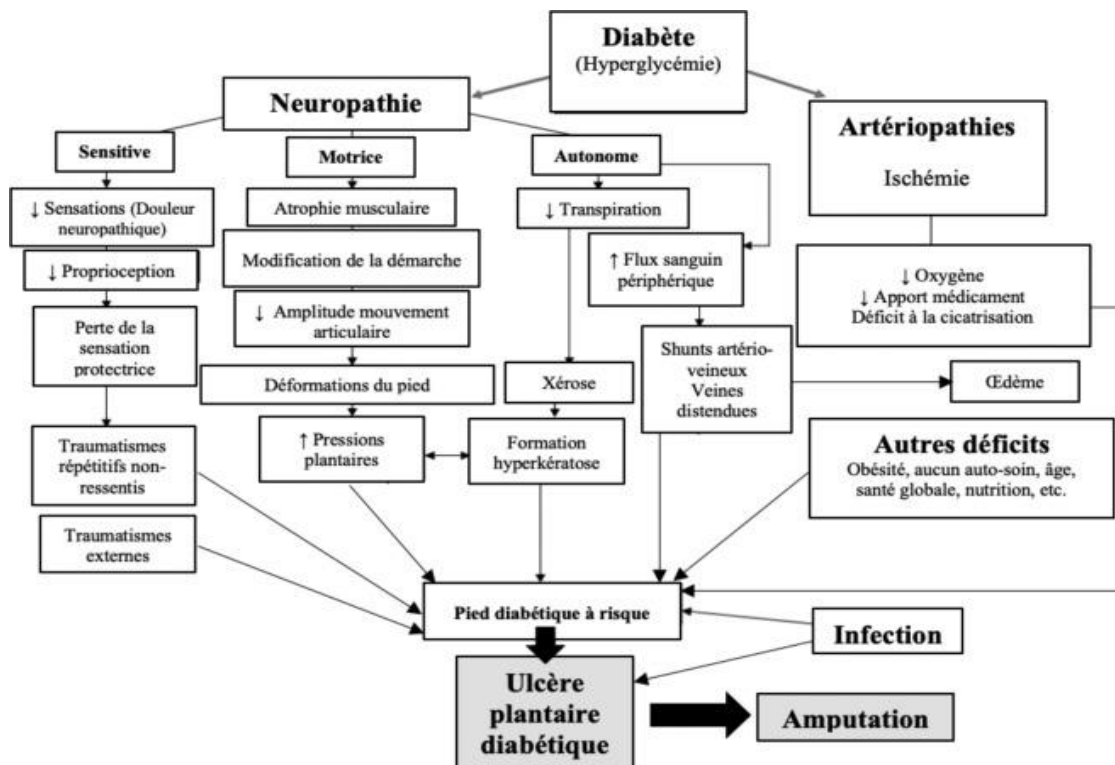 Diabète
(Hyperglycémie)
Neuropathie
Artériopathies
Ischémie
Sensitive
Motrice
Autonome
↓ Sensations (Douleur
neuropathique)
Atrophie musculaire
↓ Transpiration
↓ Proprioception
Modification de la démarche
↑ Flux sanguin
périphérique
↓ Oxygène
↓ Apport médicament
Déficit à la cicatrisation
↓ Amplitude mouvement
articulaire
Perte de la
sensation
protectrice
Shunts artério-
veineux
Veines
distendues
Déformations du pied
Xérose
Œdème
Traumatismes
répétitifs non-
ressentis
↑ Pressions
plantaires
Formation
hyperkératose
Autres déficits
Obésité, aucun auto-soin, âge,
santé globale, nutrition, etc.
Traumatismes
externes
Pied diabétique à risque
Infection
Ulcère
plantaire
diabétique
Amputation